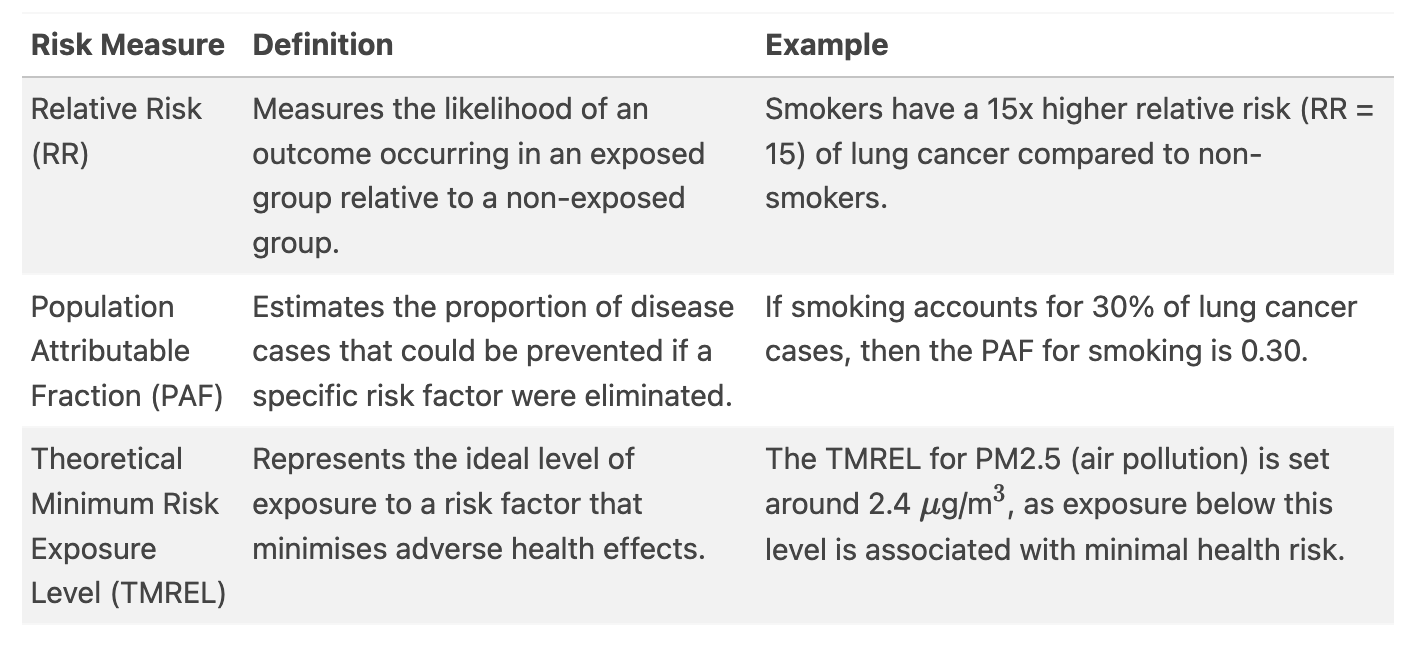 Risk Measure Definition Example
Relative Risk (RR)
Measures the likelihood of an outcome occurring in an exposed group relative to a non-exposed group.
Smokers have a 15x higher relative risk (RR = 15) of lung cancer compared to non-smokers.
Population Attributable Fraction (PAF)
Estimates the proportion of disease cases that could be prevented if a specific risk factor were eliminated.
If smoking accounts for 30% of lung cancer cases, then the PAF for smoking is 0.30.
Theoretical Minimum Risk Exposure Level (TMREL)
Represents the ideal level of exposure to a risk factor that minimises adverse health effects.
The TMREL for PM2.5 (air pollution) is set around 2.4 μg/m³, as exposure below this level is associated with minimal health risk.